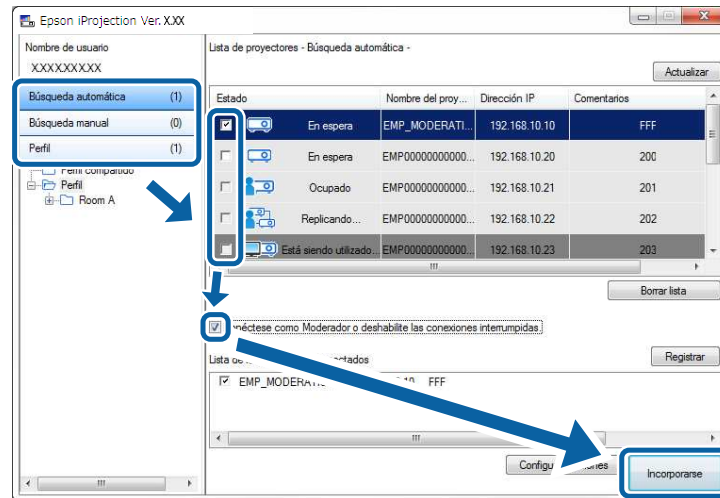 Epson iProjection Ver. X.XX
Nombre de usuario
XXXXXXXXX
Búsqueda automática (1)
Búsqueda manual (0)
Perfil (1)
Perfil compartido
Perfil
Room A
Lista de proyectores - Búsqueda automática -
Actualizar
Estado Nombre del proy... Dirección IP Comentarios
En espera EMP_MODERATI... 192.168.10.10 FFF
En espera EMP00000000000... 192.168.10.20 200
Ocupado EMP00000000000... 192.168.10.21 201
Replicando... EMP00000000000... 192.168.10.22 202
Está siendo utilizado... EMP00000000000... 192.168.10.23 203
Borrar lista
néctese como Moderador o deshabilite las conexiones interrumpidas.
Lista de ectados
Registrar
EMP_MODERATI 10 FFF
Configu nes
Incorporarse